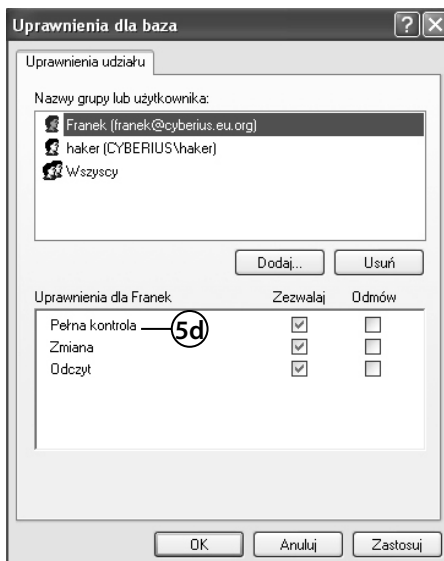 Uprawnienia dla baza
Uprawnienia udziału
Nazwy grupy lub użytkownika:
Franek (franek@cyberius.eu.org)
haker (CYBERIUS\haker)
Wszyscy
Dodaj... Usuń
Uprawnienia dla Franek Zezwalaj Odmów
Pełna kontrola 5d
Zmiana
Odczyt
OK Anuluj Zastosuj